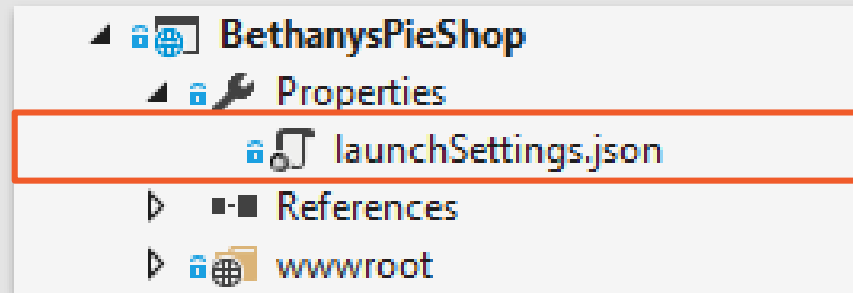 BethanysPieShop
Properties
launchSettings.json
References
wwwroot